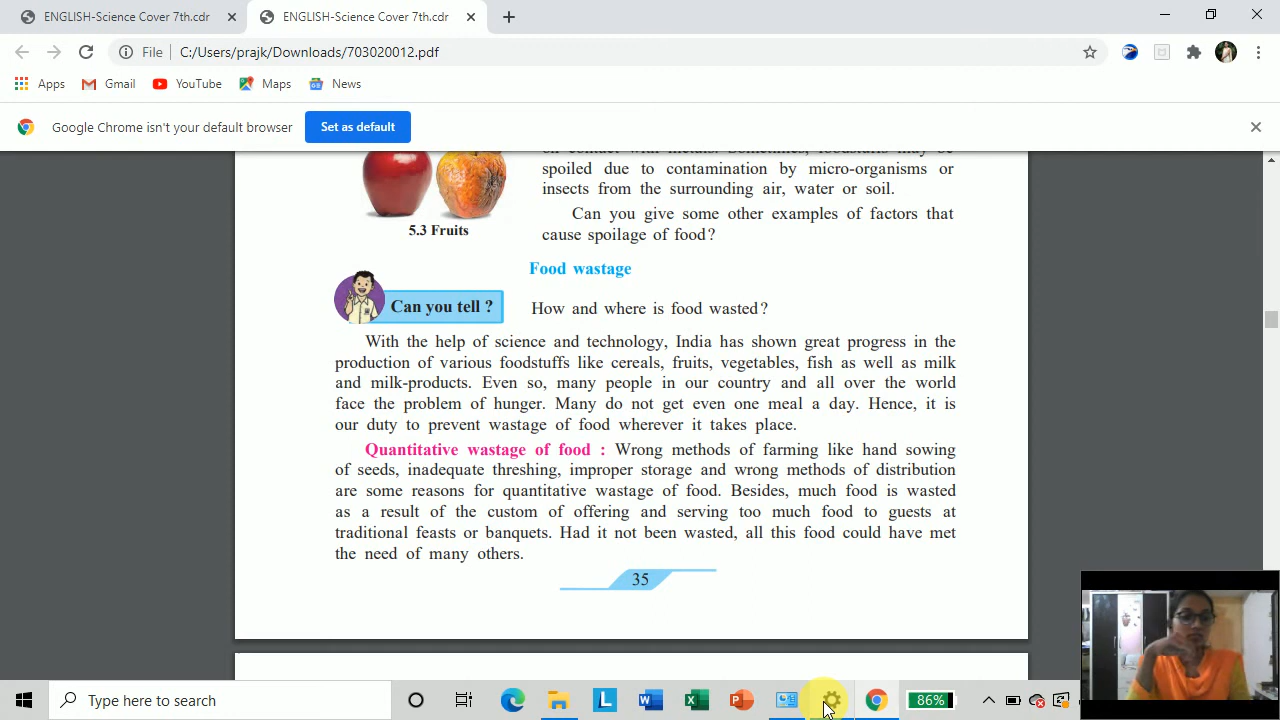 ENGLISH-Science Cover 7th.cdr
ENGLISH-Science Cover 7th.cdr
File
C:/Users/prajk/Downloads/703020012.pdf
Apps
Gmail
YouTube
Maps
News
Google Chrome isn't your default browser
Set as default
on contact with metals. Sometimes, foodstuffs may be
spoiled due to contamination by micro-organisms or
insects from the surrounding air, water or soil.
Can you give some other examples of factors that
cause spoilage of food?
5.3 Fruits
Food wastage
Can you tell ?
How and where is food wasted?
With the help of science and technology, India has shown great progress in the
production of various foodstuffs like cereals, fruits, vegetables, fish as well as milk
and milk-products. Even so, many people in our country and all over the world
face the problem of hunger. Many do not get even one meal a day. Hence, it is
our duty to prevent wastage of food wherever it takes place.
Quantitative wastage of food : Wrong methods of farming like hand sowing
of seeds, inadequate threshing, improper storage and wrong methods of distribution
are some reasons for quantitative wastage of food. Besides, much food is wasted
as a result of the custom of offering and serving too much food to guests at
traditional feasts or banquets. Had it not been wasted, all this food could have met
the need of many others.
35
Type here to search
86%